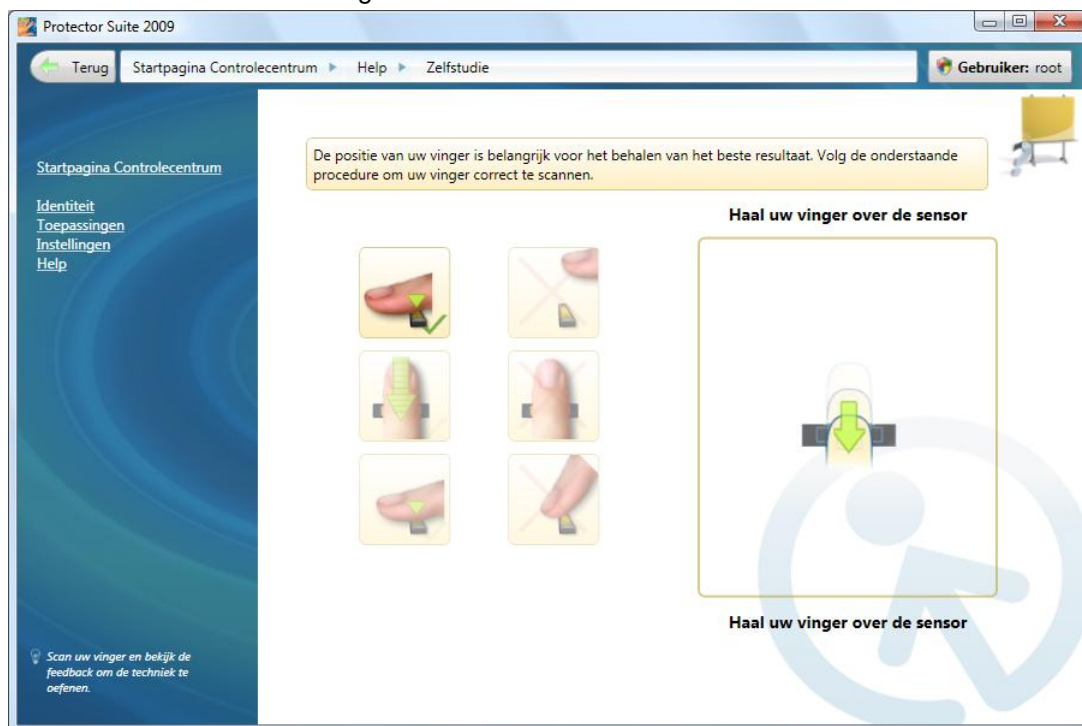 Protector Suite 2009
Terug
Startpagina Controlecentrum
Help
Zelfstudie
Gebruiker: root
Startpagina Controlecentrum
Identiteit
Toepassingen
Instellingen
Help
De positie van uw vinger is belangrijk voor het behalen van het beste resultaat. Volg de onderstaande
procedure om uw vinger correct te scannen.
Haal uw vinger over de sensor
Haal uw vinger over de sensor
Scan uw vinger en bekijk de
feedback om de techniek te
oefenen.